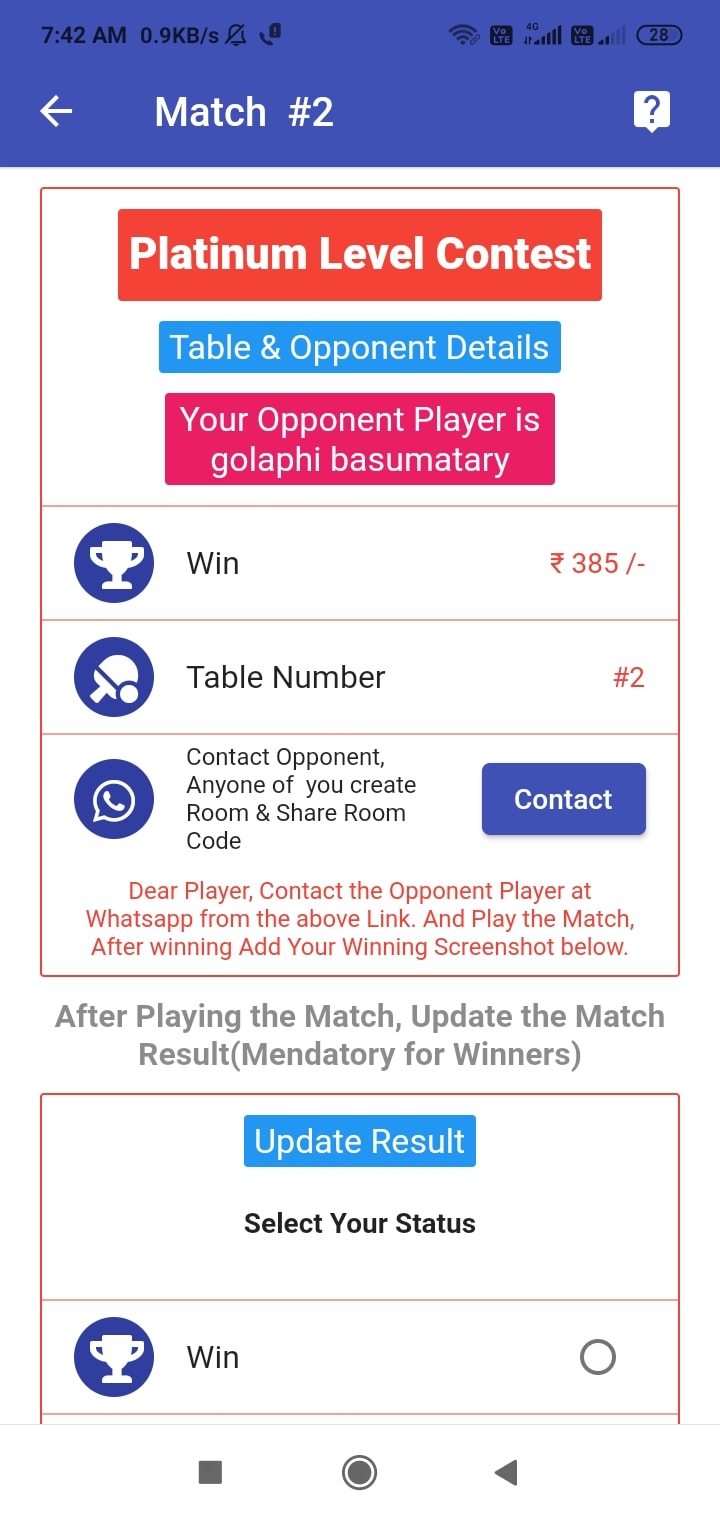 7:42 AM 0.9KB/s
Vo LTE 4G Vo LTE 28
Match #2
Platinum Level Contest
Table & Opponent Details
Your Opponent Player is
golaphi basumatary
Win ₹ 385 /-
Table Number #2
Contact Opponent,
Anyone of you create
Room & Share Room
Code
Contact
Dear Player, Contact the Opponent Player at
Whatsapp from the above Link. And Play the Match,
After winning Add Your Winning Screenshot below.
After Playing the Match, Update the Match
Result(Mendatory for Winners)
Update Result
Select Your Status
Win